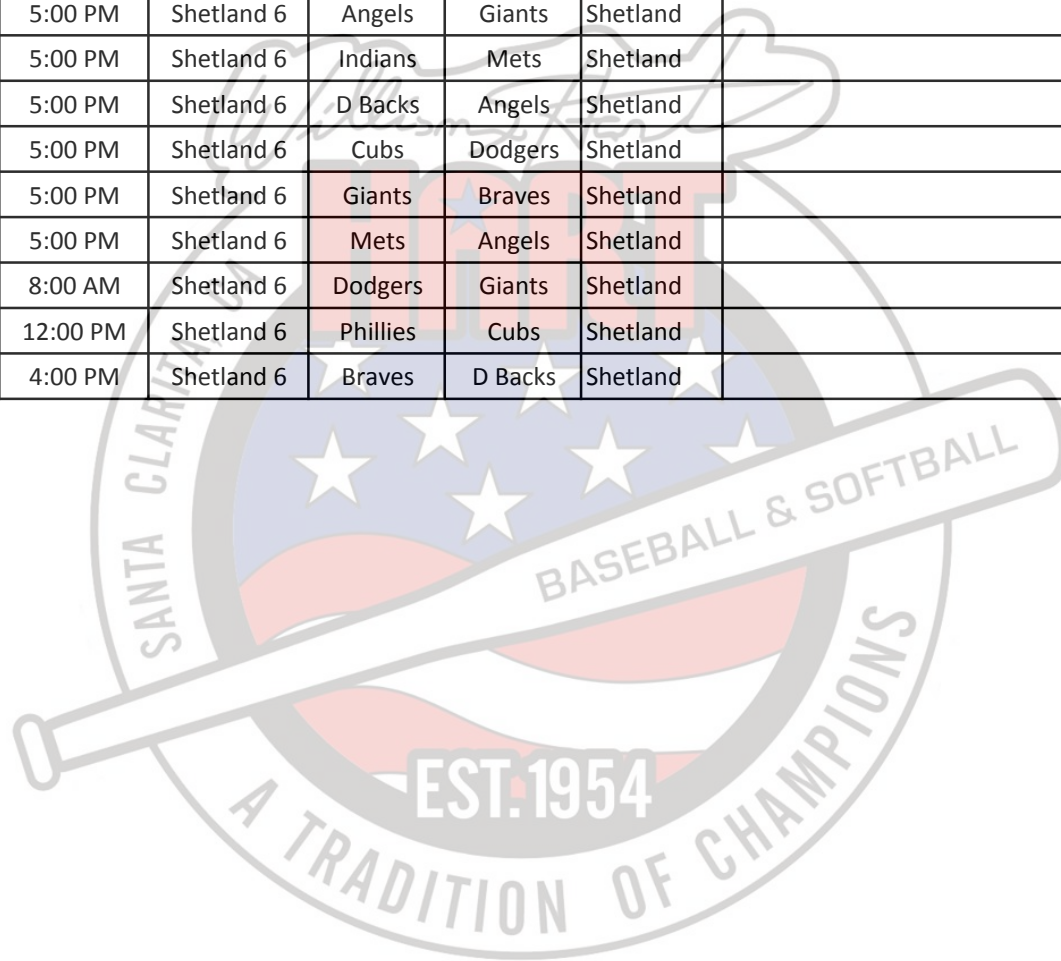 5:00 PM Shetland 6 Angels Giants Shetland
5:00 PM Shetland 6 Indians Mets Shetland
5:00 PM Shetland 6 D Backs Angels Shetland
5:00 PM Shetland 6 Cubs Dodgers Shetland
5:00 PM Shetland 6 Giants Braves Shetland
5:00 PM Shetland 6 Mets Angels Shetland
8:00 AM Shetland 6 Dodgers Giants Shetland
12:00 PM Shetland 6 Phillies Cubs Shetland
4:00 PM Shetland 6 Braves D Backs Shetland
William S. Hart
HART
SANTA CLARITA, CA
BASEBALL & SOFTBALL
EST. 1954
A TRADITION OF CHAMPIONS